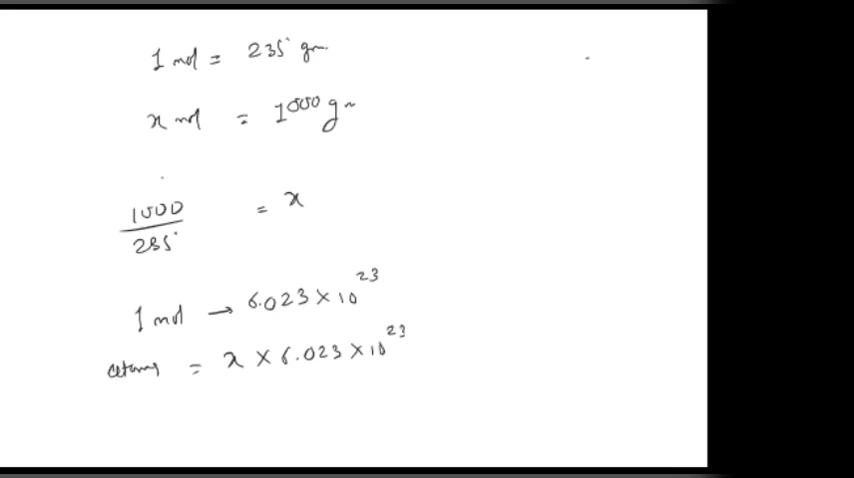 1 mol = 235 gm
x mol = 1000 gm
1000
235
= x
1 mol → 6.023 × 10^23
atoms = x × 6.023 × 10^23